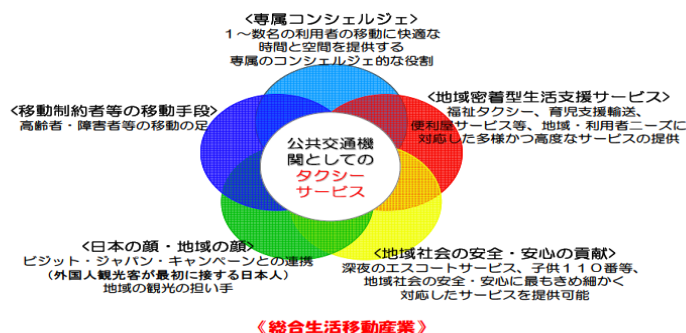 <専属コンシェルジェ>
1～数名の利用者の移動に快適な
時間と空間を提供する
専属のコンシェルジェ的な役割
<移動制約者等の移動手段>
高齢者・障害者等の移動の足
<地域密着型生活支援サービス>
福祉タクシー、育児支援輸送、
便利屋サービス等、地域・利用者ニーズに
対応した多様かつ高度なサービスの提供
公共交通機
関としての
タクシー
サービス
<日本の顔・地域の顔>
ビジット・ジャパン・キャンペーンとの連携
(外国人観光客が最初に接する日本人)
地域の観光の担い手
<地域社会の安全・安心の貢献>
深夜のエスコートサービス、子供110番等、
地域社会の安全・安心に最もきめ細かく
対応したサービスを提供可能
《総合生活移動産業》